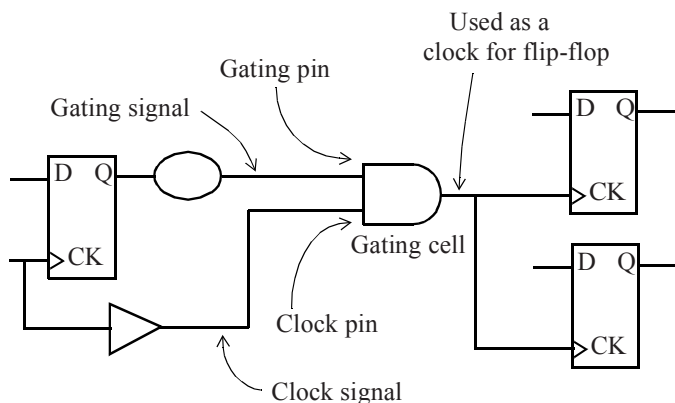 Used as a
clock for flip-flop
Gating pin
Gating signal
D Q
CK
D Q
CK
Gating cell
D Q
CK
Clock pin
Clock signal